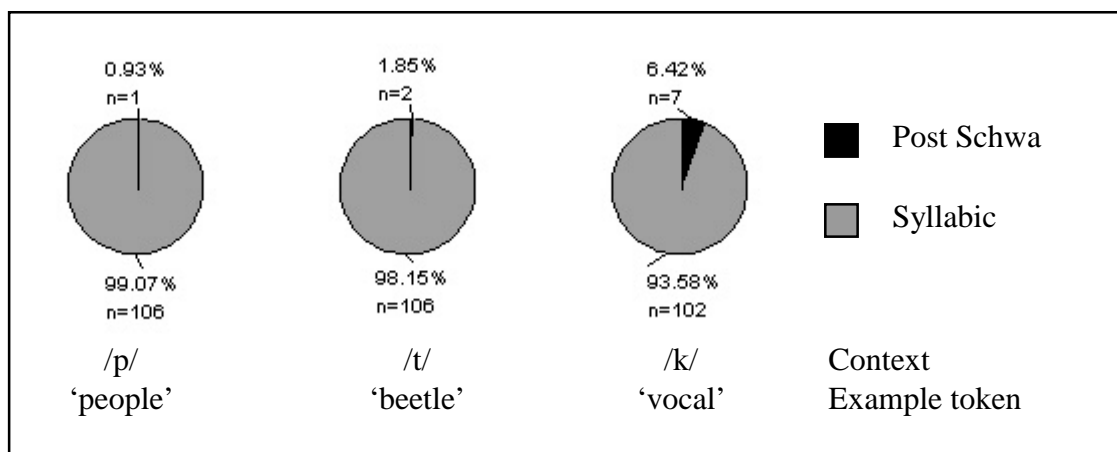 0.93%
n=1
1.85%
n=2
6.42%
n=7
Post Schwa
Syllabic
99.07%
n=106
98.15%
n=106
93.58%
n=102
/p/ /t/ /k/ Context
‘people’ ‘beetle’ ‘vocal’ Example token